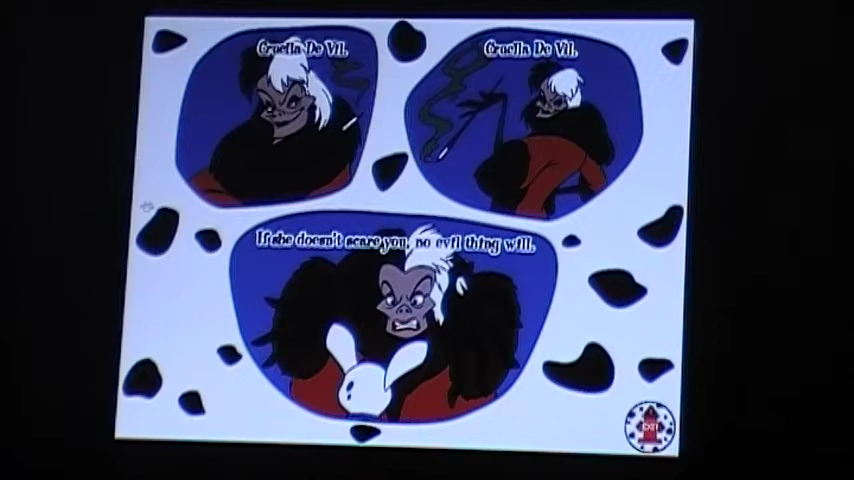 Cruella De Vil.
Cruella De Vil.
If she doesn't scare you, no evil thing will.
EXIT